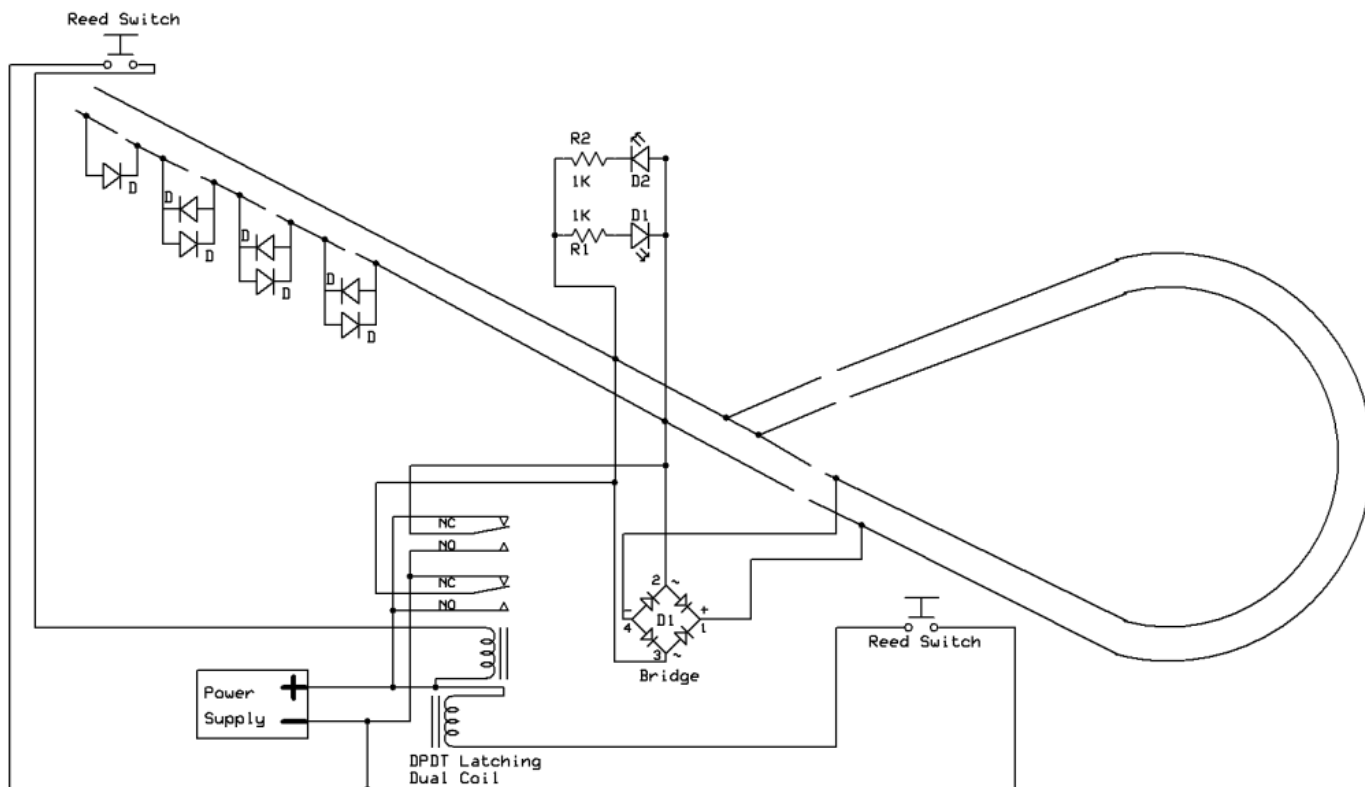 Reed Switch
R2
1K
D2
1K
D1
R1
D
D
D
D
D
D
D
NC
NO
NC
NO
2
~
-
+
D1
4
1
3
~
Bridge
Reed Switch
Power
+
Supply
-
DPDT Latching
Dual Coil